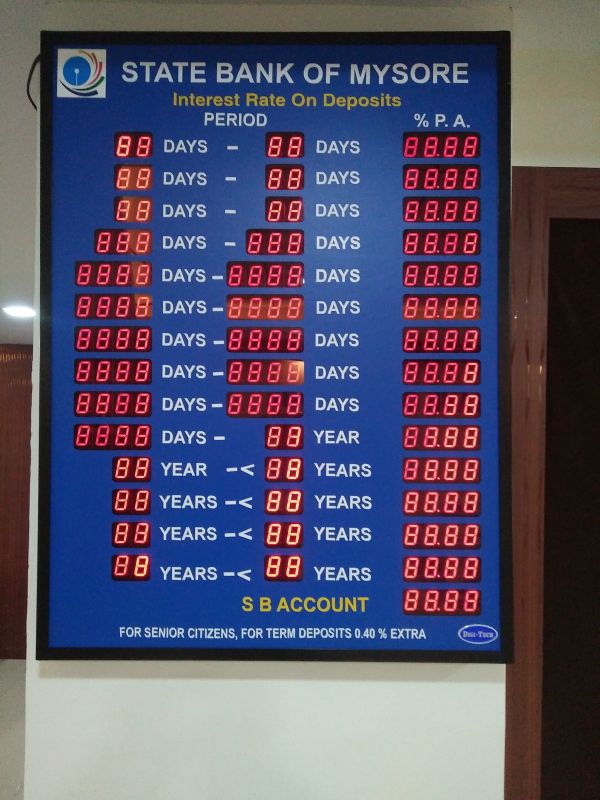 STATE BANK OF MYSORE
Interest Rate On Deposits
PERIOD % P. A.
88 DAYS - 88 DAYS 88.88
88 DAYS - 88 DAYS 88.88
88 DAYS - 88 DAYS 88.88
888 DAYS - 888 DAYS 88.88
8888 DAYS - 8888 DAYS 88.88
8888 DAYS - 8888 DAYS 88.88
8888 DAYS - 8888 DAYS 88.88
8888 DAYS - 8888 DAYS 88.88
8888 DAYS - 8888 DAYS 88.88
8888 DAYS - 88 YEAR 88.88
88 YEAR -< 88 YEARS 88.88
88 YEARS -< 88 YEARS 88.88
88 YEARS -< 88 YEARS 88.88
88 YEARS -< 88 YEARS 88.88
S B ACCOUNT 88.88
FOR SENIOR CITIZENS, FOR TERM DEPOSITS 0.40 % EXTRA
DIGI-TECH